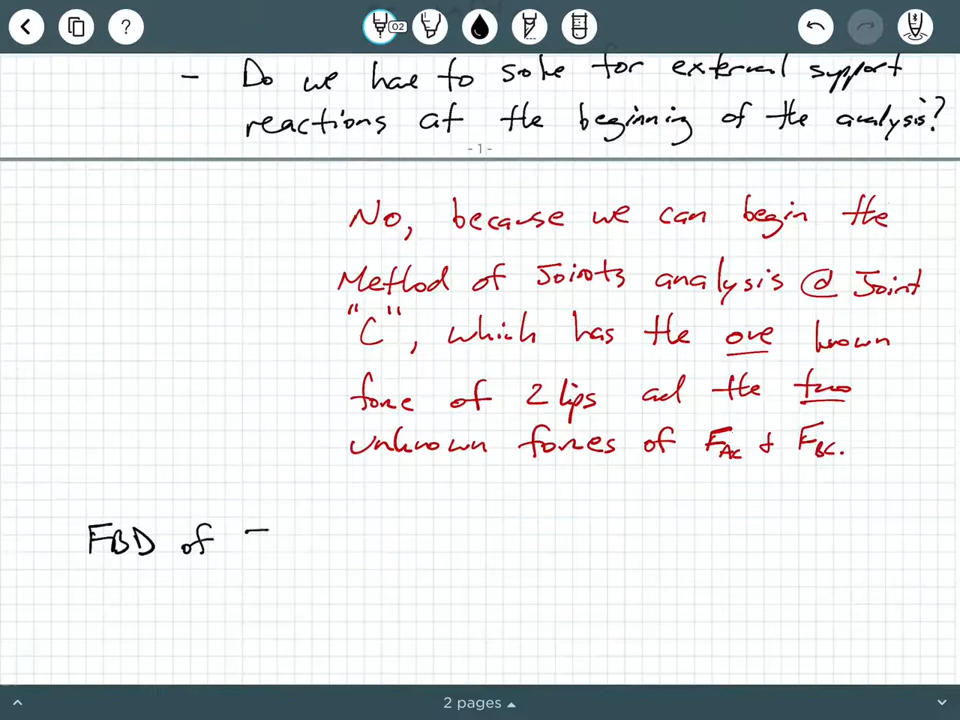 02
- Do we have to solve for external support
reactions at the beginning of the analysis?
- 1 -
No, because we can begin the
Method of Joints analysis @ Joint
"C", which has the one known
force of 2 kips and the two
unknown forces of FAC & FBC.
FBD of
2 pages